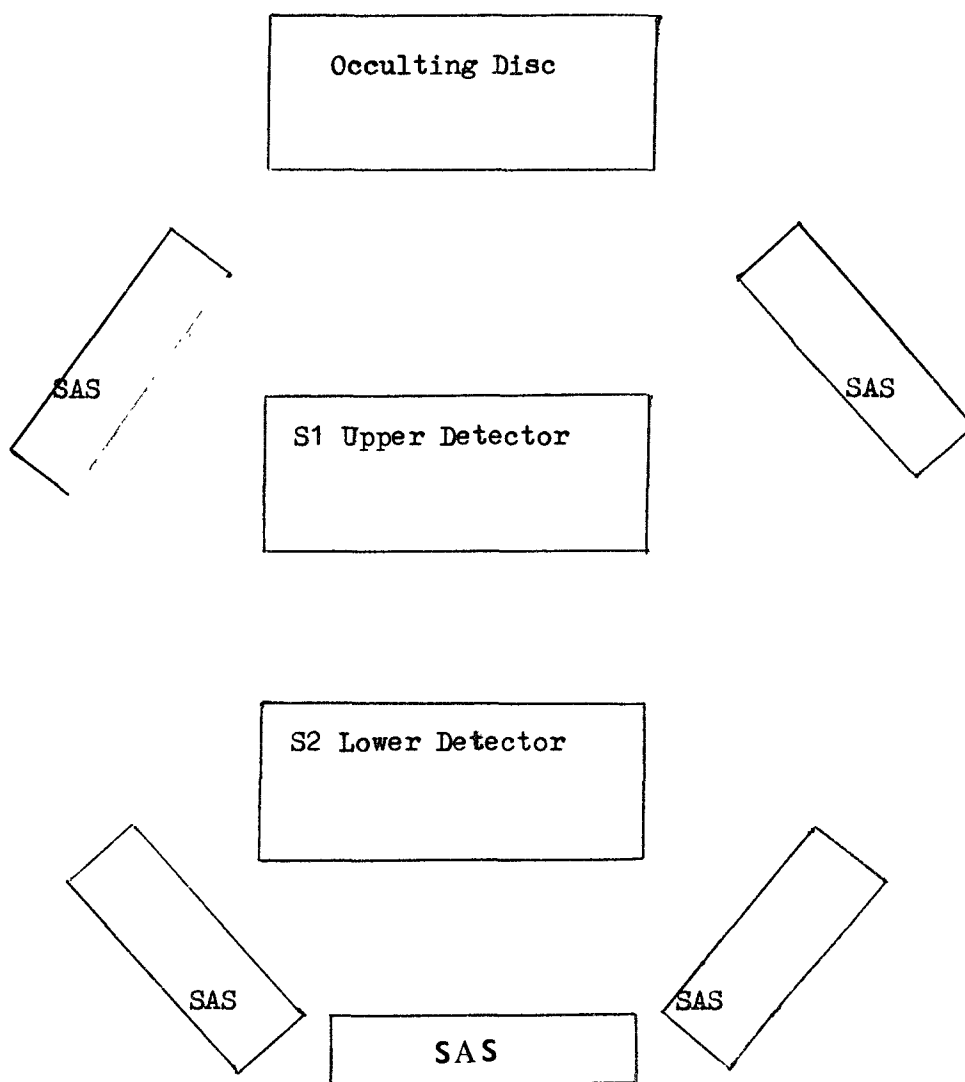 Occulting Disc
SAS
SAS
S1 Upper Detector
S2 Lower Detector
SAS
SAS
SAS